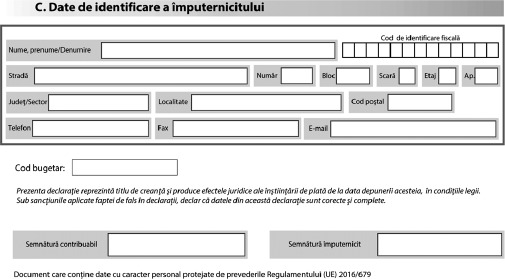 C. Date de identificare a împuternicitului
Cod de identificare fiscală
Nume, prenume/Denumire
Stradă Număr Bloc Scară Etaj Ap.
Județ/Sector Localitate Cod poștal
Telefon Fax E-mail
Cod bugetar:
Prezenta declarație reprezintă titlu de creanță și produce efectele juridice ale înștiințării de plată de la data depunerii acesteia, în condițiile legii.
Sub sancțiunile aplicate faptei de fals în declarații, declar că datele din această declarație sunt corecte și complete.
Semnătură contribuabil Semnătură împuternicit
Document care conține date cu caracter personal protejate de prevederile Regulamentului (UE) 2016/679